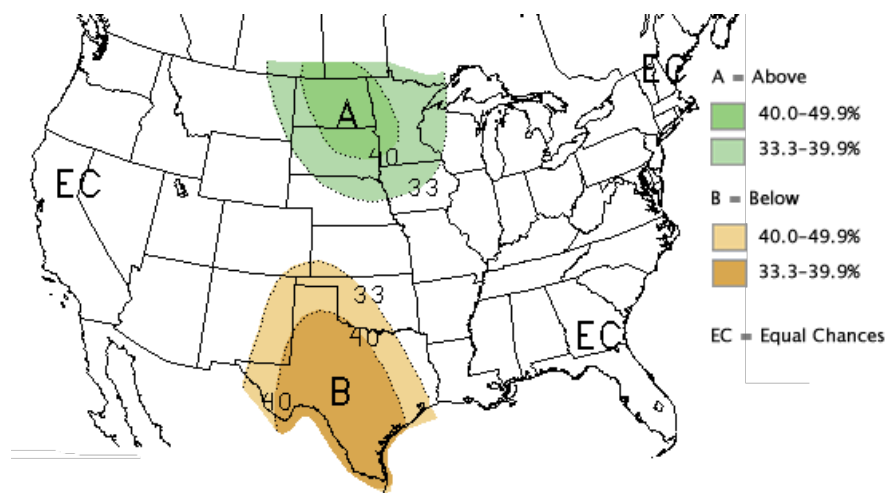 EC
A = Above
40.0-49.9%
33.3-39.9%
A
40
33
EC
B = Below
40.0-49.9%
33.3-39.9%
33
40
EC
EC = Equal Chances
B
40